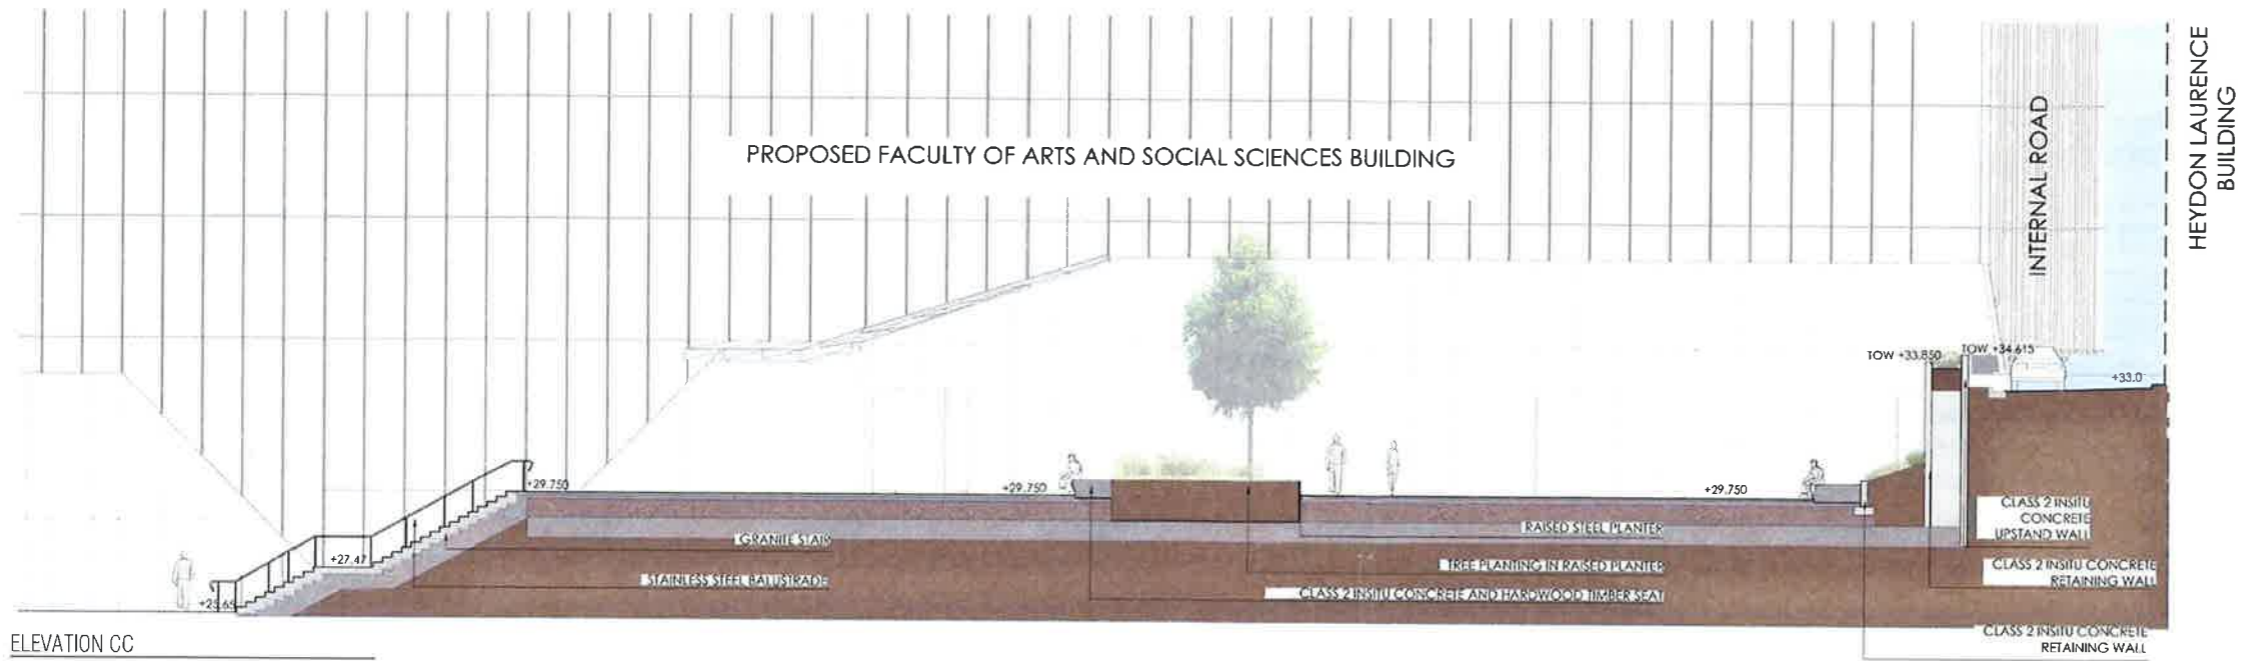 PROPOSED FACULTY OF ARTS AND SOCIAL SCIENCES BUILDING
INTERNAL ROAD
HEYDON LAURENCE
BUILDING
TOW +33.850
TOW +34.615
+33.0
+29.750
+29.750
+29.750
+27.47
GRANITE STAIR
STAINLESS STEEL BALUSTRADE
RAISED STEEL PLANTER
TREE PLANTING IN RAISED PLANTER
CLASS 2 INSITU CONCRETE AND HARDWOOD TIMBER SEAT
CLASS 2 INSITU
CONCRETE
UPSTAND WALL
CLASS 2 INSITU CONCRETE
RETAINING WALL
CLASS 2 INSITU CONCRETE
RETAINING WALL
ELEVATION CC